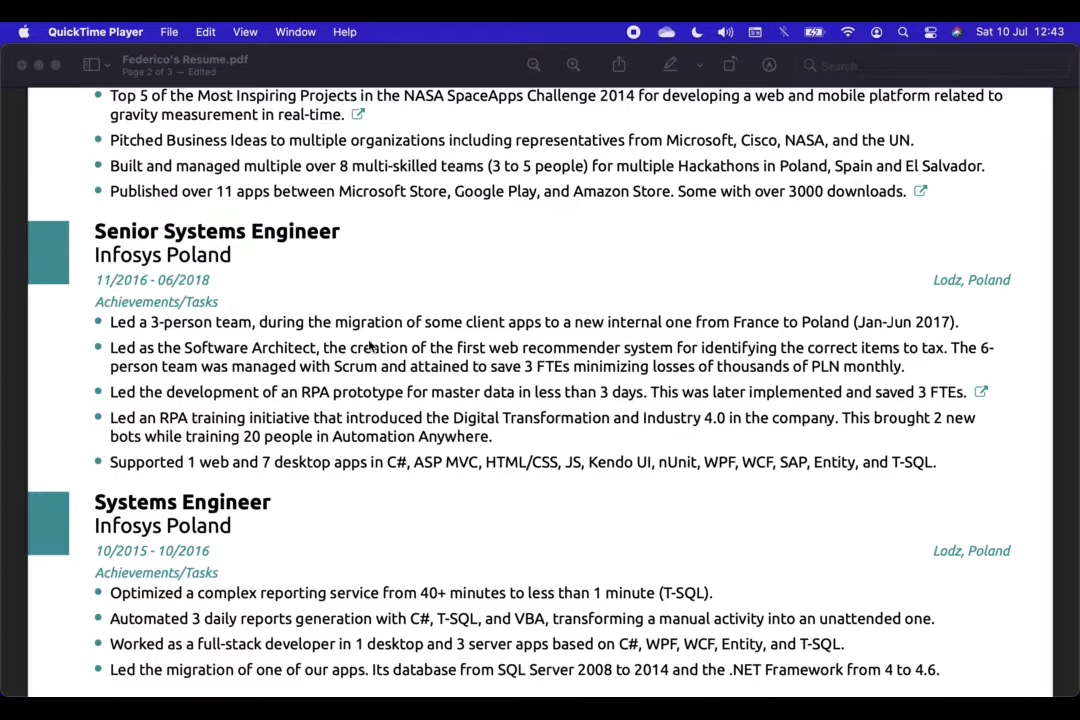 QuickTime Player File Edit View Window Help Sat 10 Jul 12:43
Federico's Resume.pdf
Page 2 of 3 — Edited
Search
Top 5 of the Most Inspiring Projects in the NASA SpaceApps Challenge 2014 for developing a web and mobile platform related to
gravity measurement in real-time.
Pitched Business Ideas to multiple organizations including representatives from Microsoft, Cisco, NASA, and the UN.
Built and managed multiple over 8 multi-skilled teams (3 to 5 people) for multiple Hackathons in Poland, Spain and El Salvador.
Published over 11 apps between Microsoft Store, Google Play, and Amazon Store. Some with over 3000 downloads.
Senior Systems Engineer
Infosys Poland
11/2016 - 06/2018 Lodz, Poland
Achievements/Tasks
Led a 3-person team, during the migration of some client apps to a new internal one from France to Poland (Jan-Jun 2017).
Led as the Software Architect, the creation of the first web recommender system for identifying the correct items to tax. The 6-
person team was managed with Scrum and attained to save 3 FTEs minimizing losses of thousands of PLN monthly.
Led the development of an RPA prototype for master data in less than 3 days. This was later implemented and saved 3 FTEs.
Led an RPA training initiative that introduced the Digital Transformation and Industry 4.0 in the company. This brought 2 new
bots while training 20 people in Automation Anywhere.
Supported 1 web and 7 desktop apps in C#, ASP MVC, HTML/CSS, JS, Kendo UI, nUnit, WPF, WCF, SAP, Entity, and T-SQL.
Systems Engineer
Infosys Poland
10/2015 - 10/2016 Lodz, Poland
Achievements/Tasks
Optimized a complex reporting service from 40+ minutes to less than 1 minute (T-SQL).
Automated 3 daily reports generation with C#, T-SQL, and VBA, transforming a manual activity into an unattended one.
Worked as a full-stack developer in 1 desktop and 3 server apps based on C#, WPF, WCF, Entity, and T-SQL.
Led the migration of one of our apps. Its database from SQL Server 2008 to 2014 and the .NET Framework from 4 to 4.6.